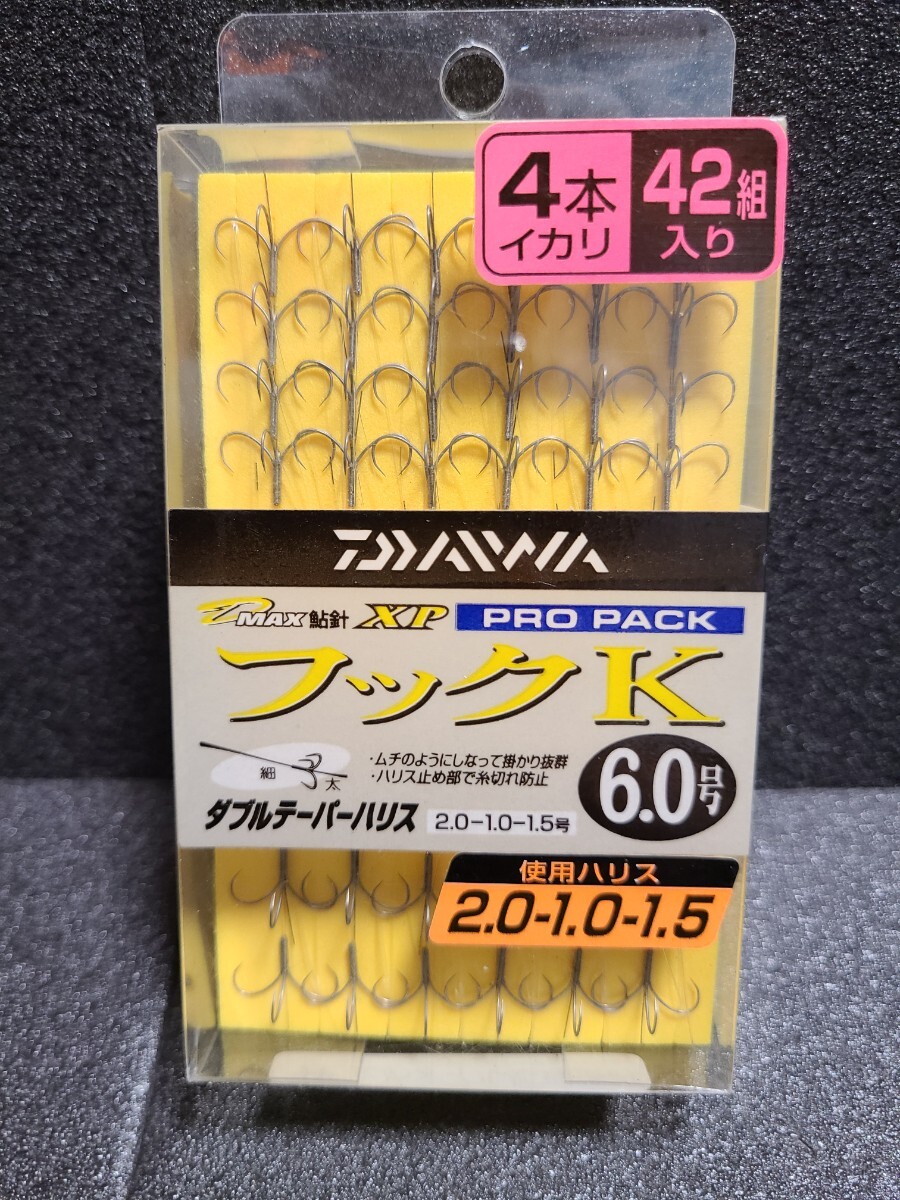 4本
イカリ
42組
入り
DAIWA
D MAX 鮎針 XP PRO PACK
フックK
細
太
・ムチのようにしなって掛かり抜群
・ハリス止め部で糸切れ防止
6.0号
ダブルテーパーハリス 2.0-1.0-1.5号
使用ハリス
2.0-1.0-1.5